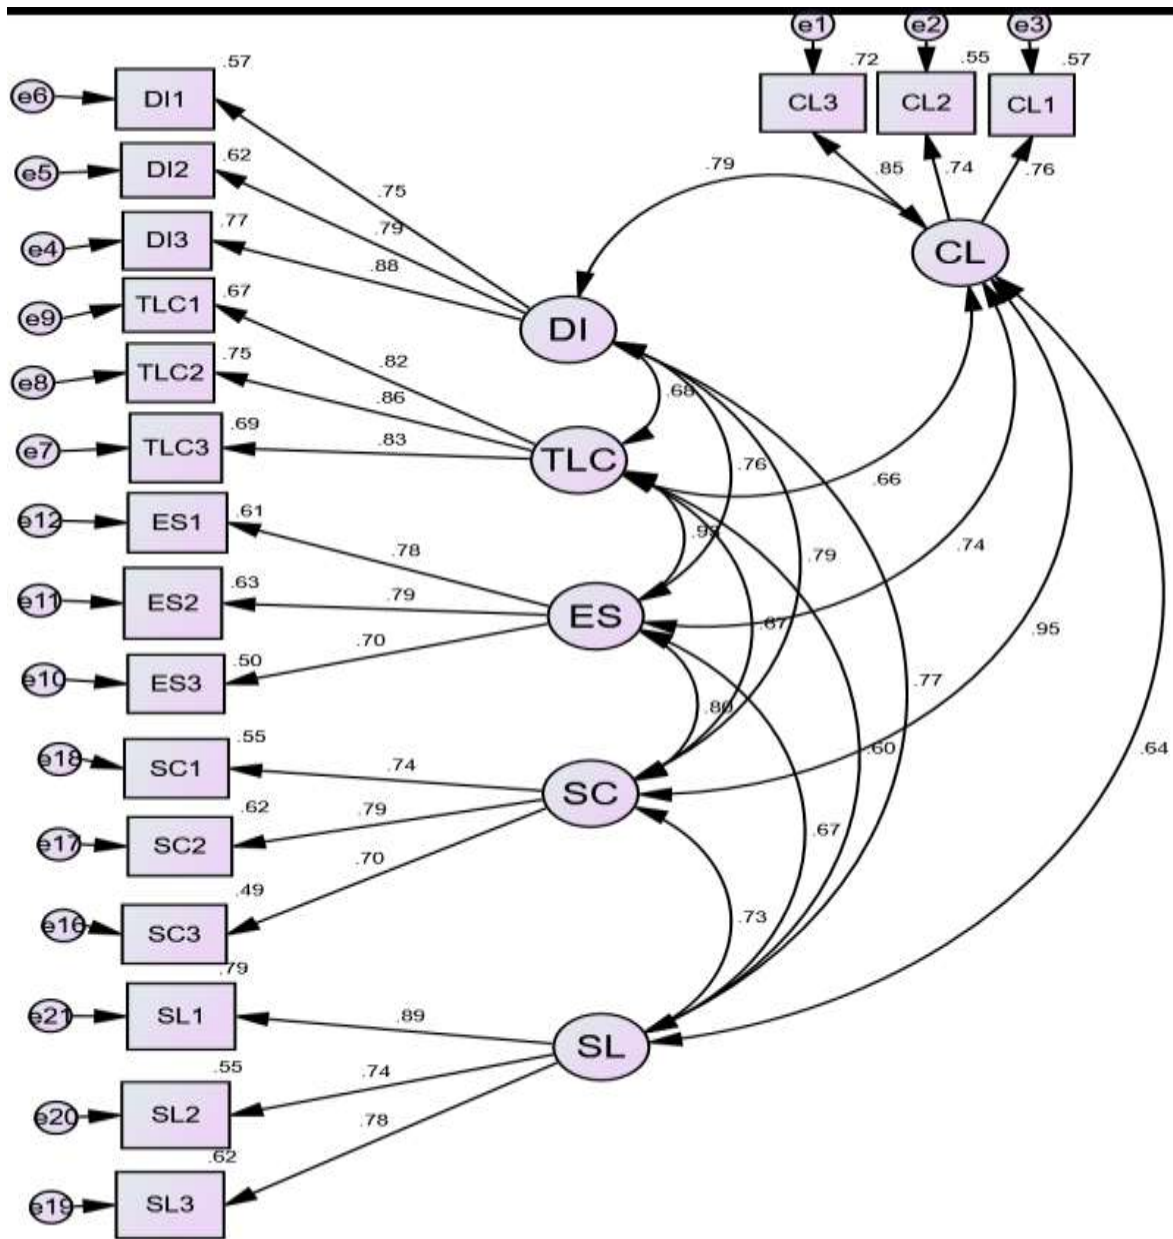 e1 e2 e3
.72 .55 .57
CL3 CL2 CL1
.85 .74 .76
CL
.79
.57
e6 DI1
.75
.62
e5 DI2
.79
.77
e4 DI3
.88
DI
.67
e9 TLC1
.82
.68
.75
e8 TLC2
.86
.69
e7 TLC3
.83
TLC
.76
.66
.61
e12 ES1
.78
.79
.74
.63
e11 ES2
.79
ES
.67
.95
.50
e10 ES3
.70
.77
.80
.60
.64
.55
e18 SC1
.74
SC
.62
e17 SC2
.79
.67
.70
.49
e16 SC3
.73
.79
e21 SL1
.89
SL
.55
e20 SL2
.74
.78
.62
e19 SL3